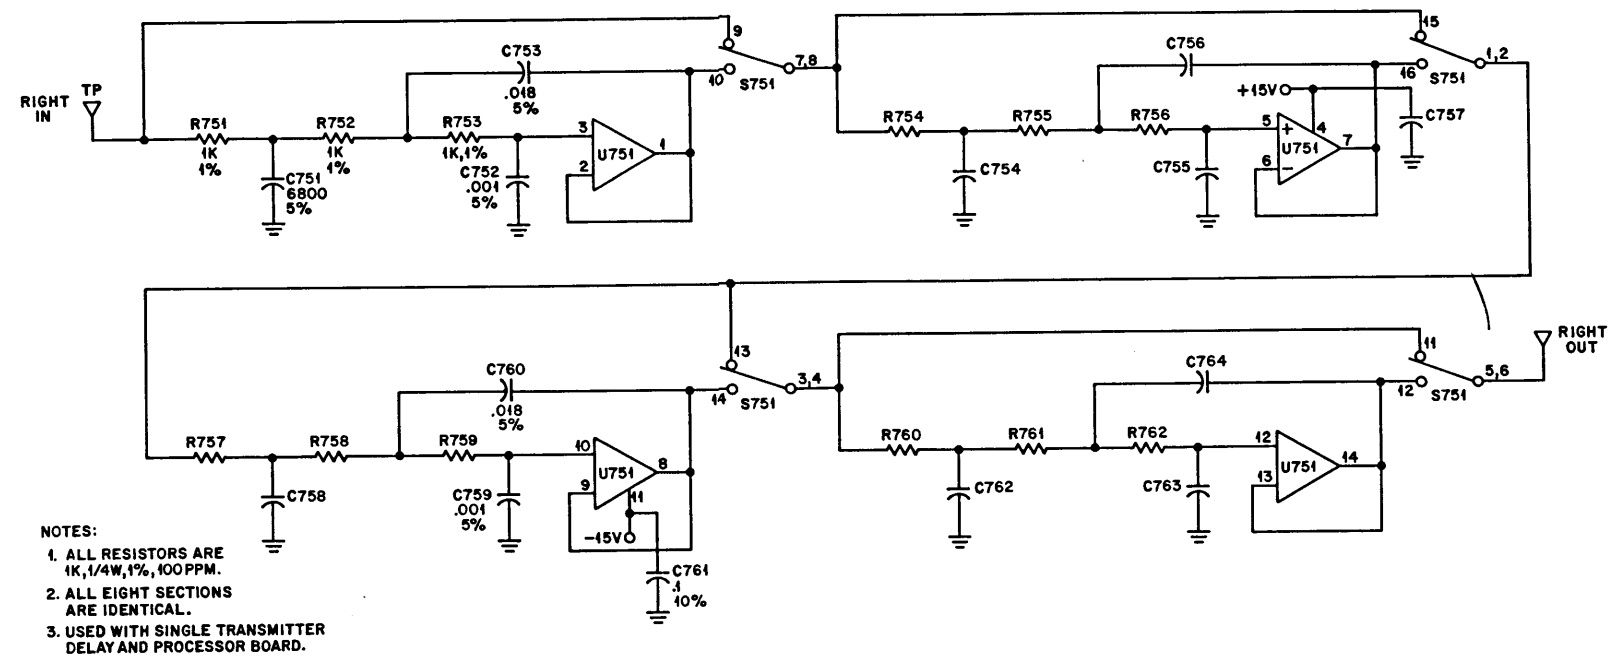 RIGHT IN
TP
R751
1K
1%
C751
6800
5%
R752
1K
1%
C753
.018
5%
R753
1K,1%
C752
.001
5%
3
2
U751
1
9
10
S751
7,8
R754
C754
R755
C756
R756
C755
+15V
5
+
4
6
−
U751
7
C757
15
16
S751
1,2
R757
C758
R758
C760
.018
5%
R759
C759
.001
5%
10
9
U751
11
8
-15V
C761
.1
10%
13
14
S751
3,4
R760
C762
R761
C764
R762
C763
12
13
U751
14
11
12
S751
5,6
RIGHT
OUT
NOTES:
1. ALL RESISTORS ARE
1K,1/4W,1%,100PPM.
2. ALL EIGHT SECTIONS
ARE IDENTICAL.
3. USED WITH SINGLE TRANSMITTER
DELAY AND PROCESSOR BOARD.